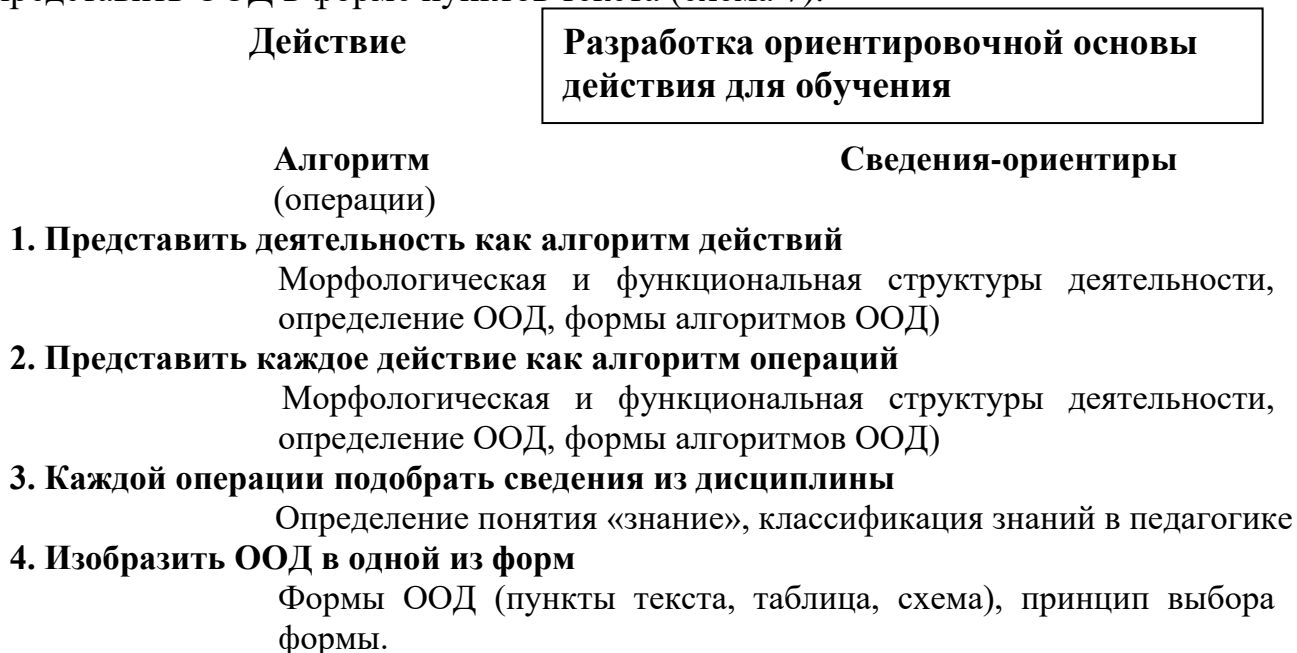 ООД в форме пунктов текста (схема 7).
Действие
Разработка ориентировочной основы
действия для обучения
Алгоритм Сведения-ориентиры
(операции)
1. Представить деятельность как алгоритм действий
Морфологическая и функциональная структуры деятельности,
определение ООД, формы алгоритмов ООД)
2. Представить каждое действие как алгоритм операций
Морфологическая и функциональная структуры деятельности,
определение ООД, формы алгоритмов ООД)
3. Каждой операции подобрать сведения из дисциплины
Определение понятия «знание», классификация знаний в педагогике
4. Изобразить ООД в одной из форм
Формы ООД (пункты текста, таблица, схема), принцип выбора
формы.